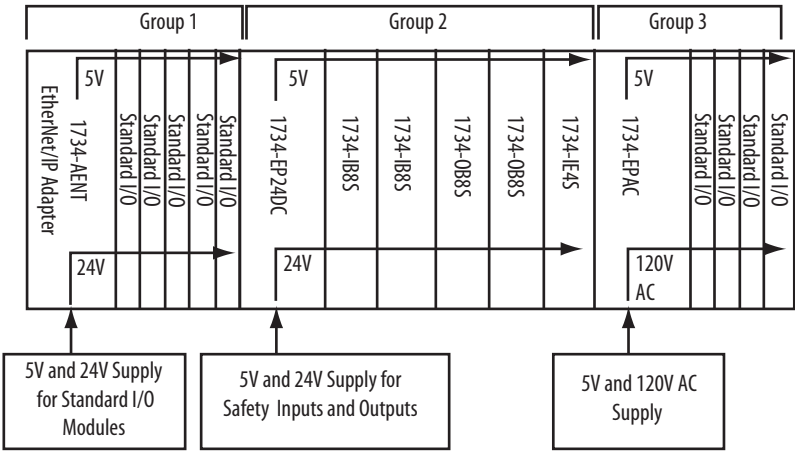 Group 1
Group 2
Group 3
EtherNet/IP Adapter
1734-AENT
5V
24V
Standard I/O
Standard I/O
Standard I/O
Standard I/O
Standard I/O
5V
24V
1734-EP24DC
1734-IB8S
1734-IB8S
1734-OB8S
1734-OB8S
1734-IE4S
5V
120V
AC
1734-EPAC
Standard I/O
Standard I/O
Standard I/O
Standard I/O
5V and 24V Supply
for Standard I/O
Modules
5V and 24V Supply for
Safety Inputs and Outputs
5V and 120V AC
Supply